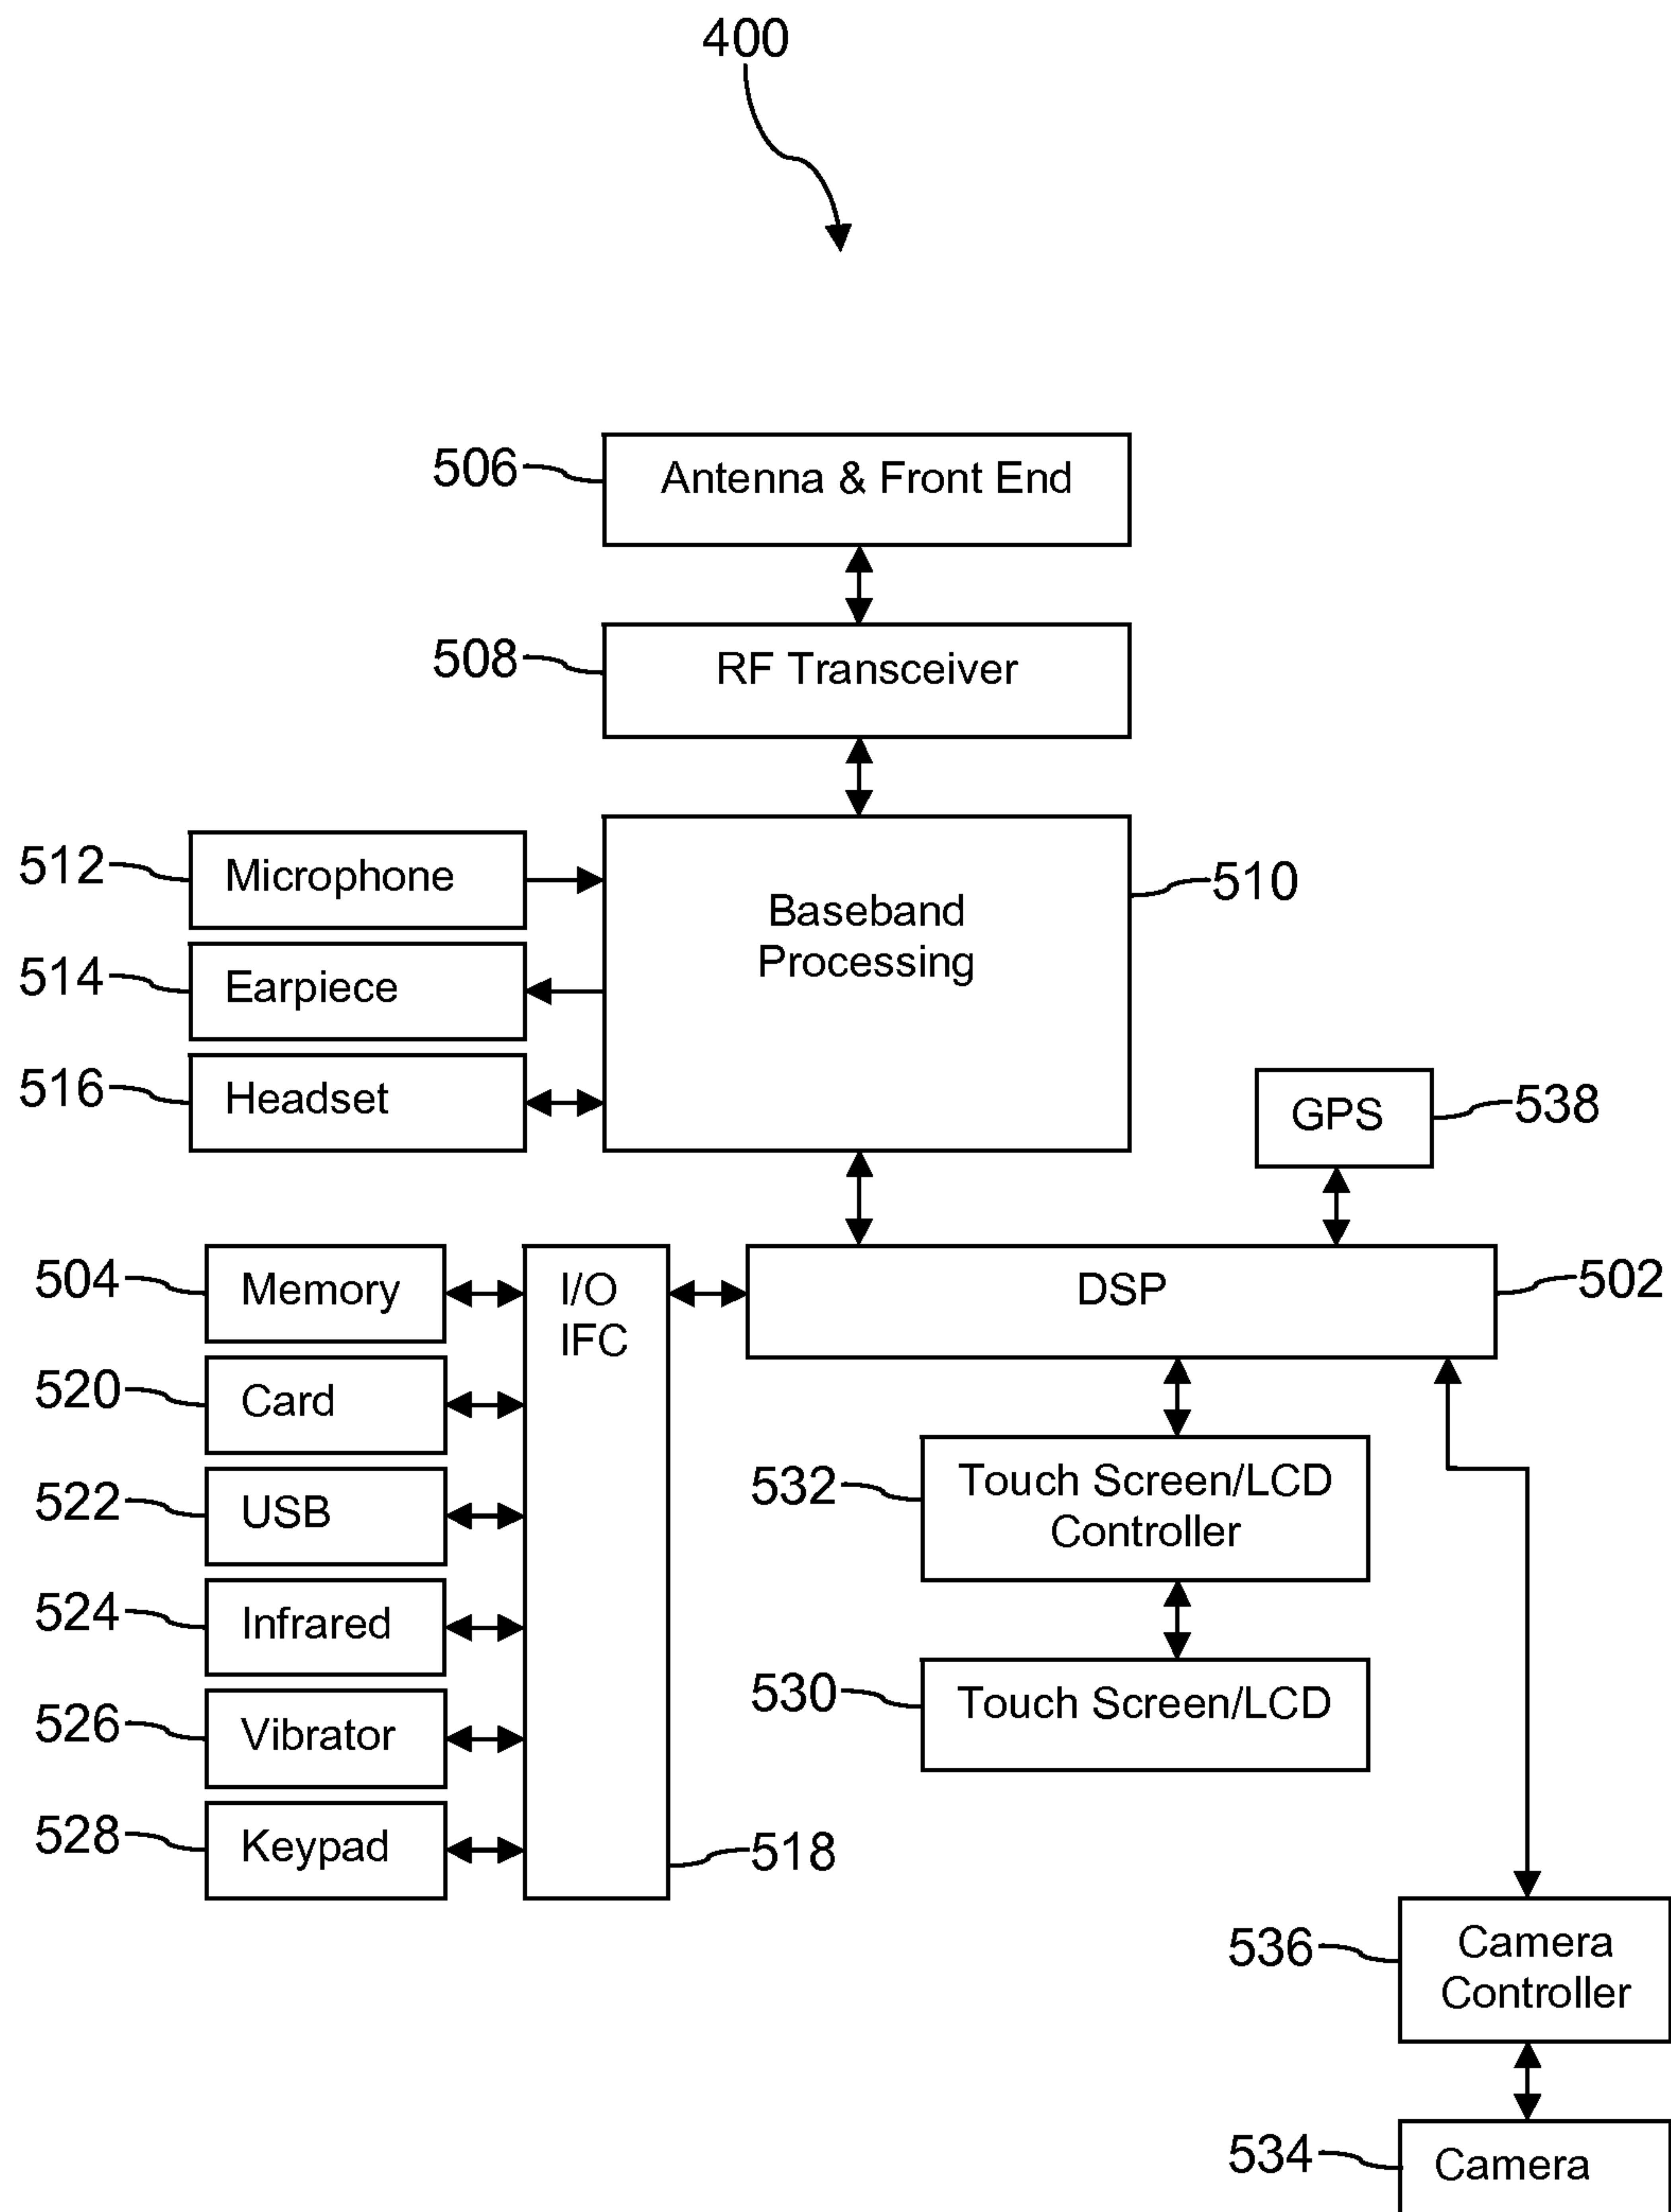 400
506
Antenna & Front End
508
RF Transceiver
512
Microphone
Baseband
Processing
510
514
Earpiece
516
Headset
GPS
538
504
Memory
I/O
IFC
DSP
502
520
Card
522
USB
532
Touch Screen/LCD
Controller
524
Infrared
526
Vibrator
530
Touch Screen/LCD
528
Keypad
518
536
Camera
Controller
534
Camera